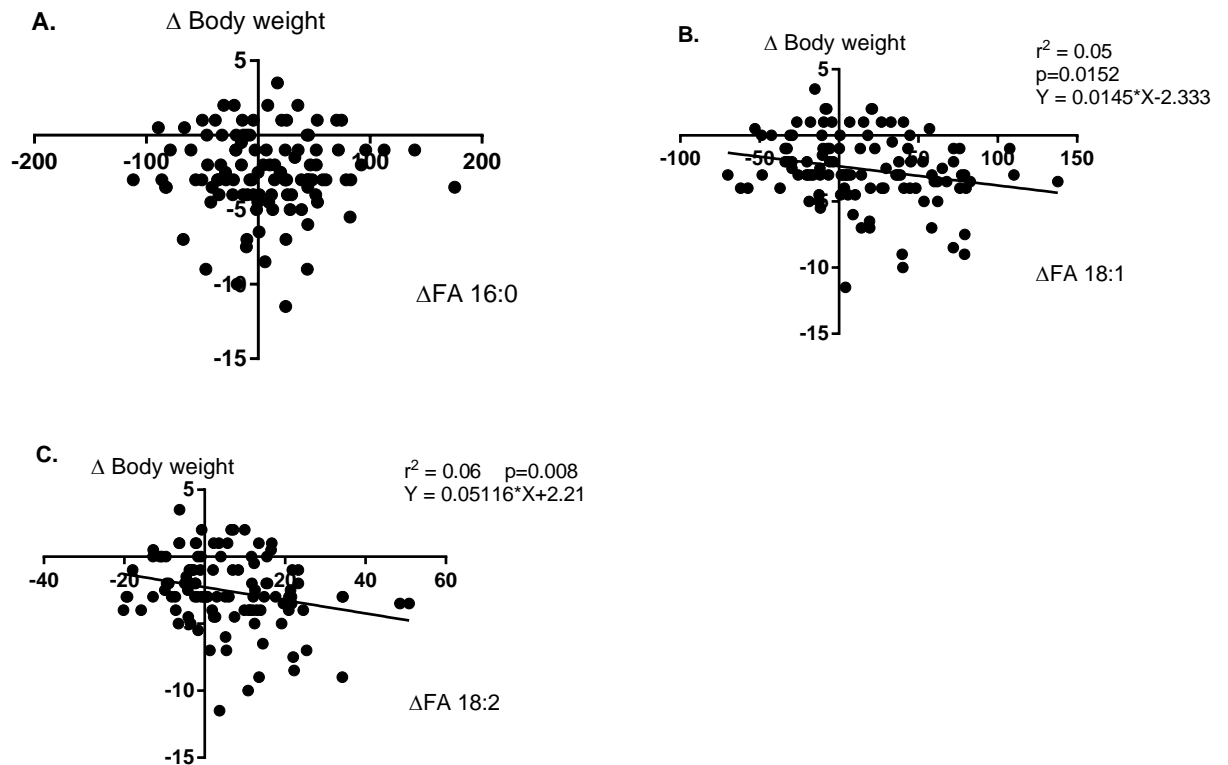 A.
Δ Body weight
5
-200
-100
100
200
-5
-10
-15
ΔFA 16:0
B.
Δ Body weight
r² = 0.05
p=0.0152
Y = 0.0145*X-2.333
5
-100
-50
50
100
150
-5
-10
-15
ΔFA 18:1
C.
Δ Body weight
r² = 0.06 p=0.008
Y = 0.05116*X+2.21
5
-40
-20
20
40
60
-10
-15
ΔFA 18:2